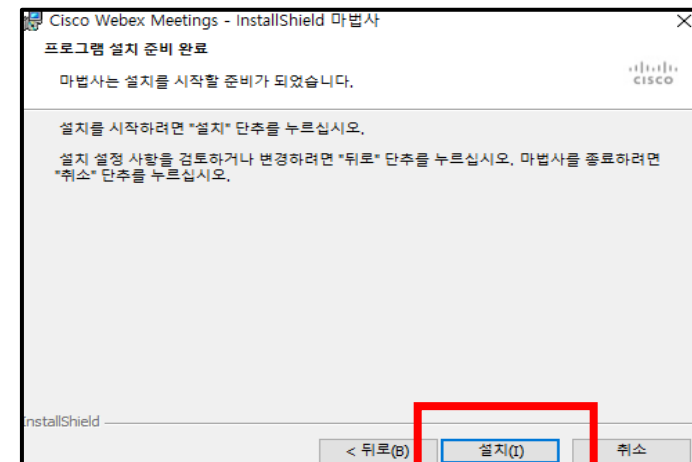 Cisco Webex Meetings - InstallShield 마법사
프로그램 설치 준비 완료
마법사는 설치를 시작할 준비가 되었습니다.
CISCO
설치를 시작하려면 "설치" 단추를 누르십시오.
설치 설정 사항을 검토하거나 변경하려면 "뒤로" 단추를 누르십시오. 마법사를 종료하려면
"취소" 단추를 누르십시오.
InstallShield
< 뒤로(B) 설치(I) 취소